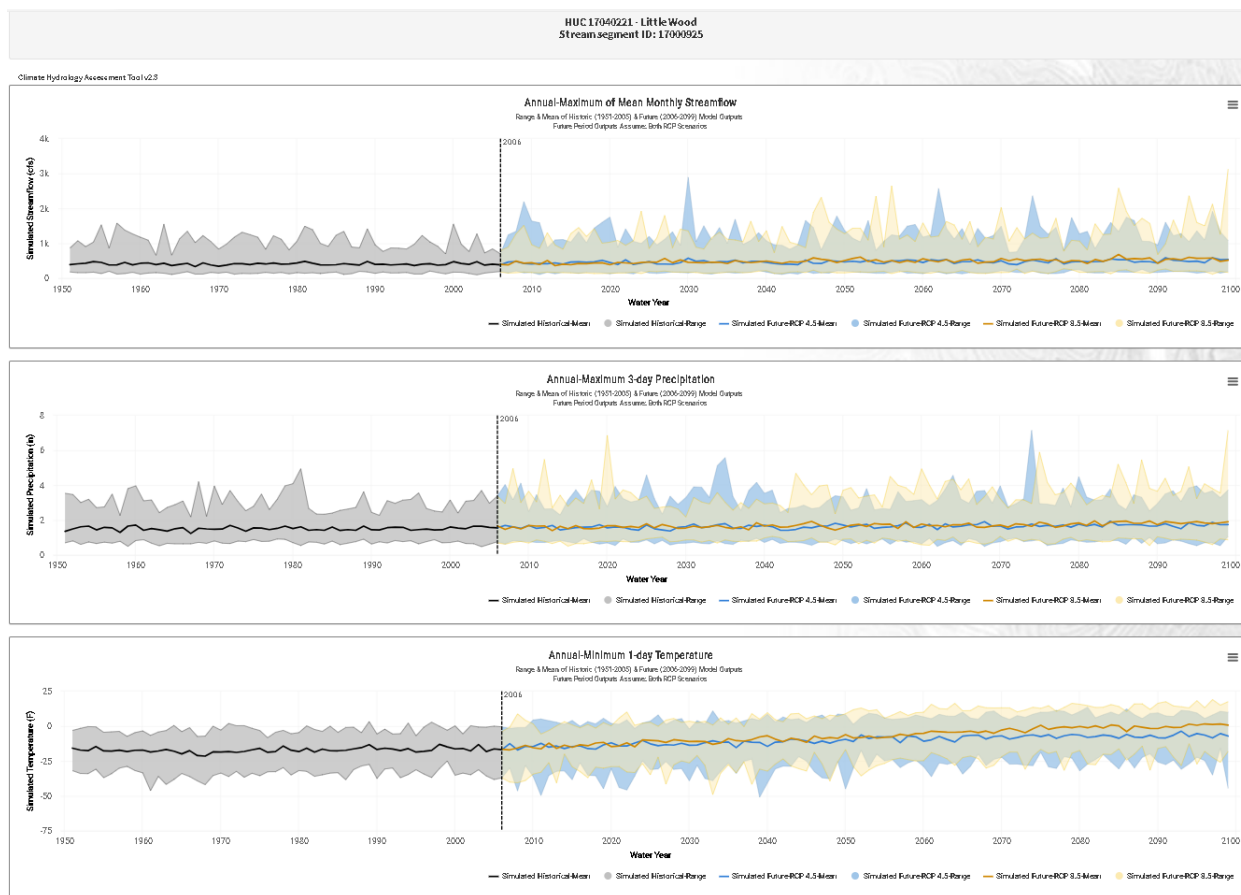 HUC 17040221 - Little Wood
Stream segment ID: 17000925
Climate Hydrology Assessment Tool v2.3
Annual-Maximum of Mean Monthly Streamflow
Range & Mean of Historic (1951-2005) & Future (2006-2099) Model Outputs
Future Period Outputs Assume: Both RCP Scenarios
Simulated Streamflow (cfs)
4k
3k
2k
1k
0
2006
1950 1960 1970 1980 1990 2000 2010 2020 2030 2040 2050 2060 2070 2080 2090 2100
Water Year
Simulated Historical-Mean Simulated Historical-Range Simulated Future-RCP 4.5-Mean Simulated Future-RCP 4.5-Range Simulated Future-RCP 8.5-Mean Simulated Future-RCP 8.5-Range
Annual-Maximum 3-day Precipitation
Range & Mean of Historic (1951-2005) & Future (2006-2099) Model Outputs
Future Period Outputs Assume: Both RCP Scenarios
Simulated Precipitation (in)
8
6
4
2
0
2006
1950 1960 1970 1980 1990 2000 2010 2020 2030 2040 2050 2060 2070 2080 2090 2100
Water Year
Simulated Historical-Mean Simulated Historical-Range Simulated Future-RCP 4.5-Mean Simulated Future-RCP 4.5-Range Simulated Future-RCP 8.5-Mean Simulated Future-RCP 8.5-Range
Annual-Minimum 1-day Temperature
Range & Mean of Historic (1951-2005) & Future (2006-2099) Model Outputs
Future Period Outputs Assume: Both RCP Scenarios
Simulated Temperature (F)
25
0
-25
-50
-75
2006
1950 1960 1970 1980 1990 2000 2010 2020 2030 2040 2050 2060 2070 2080 2090 2100
Water Year
Simulated Historical-Mean Simulated Historical-Range Simulated Future-RCP 4.5-Mean Simulated Future-RCP 4.5-Range Simulated Future-RCP 8.5-Mean Simulated Future-RCP 8.5-Range